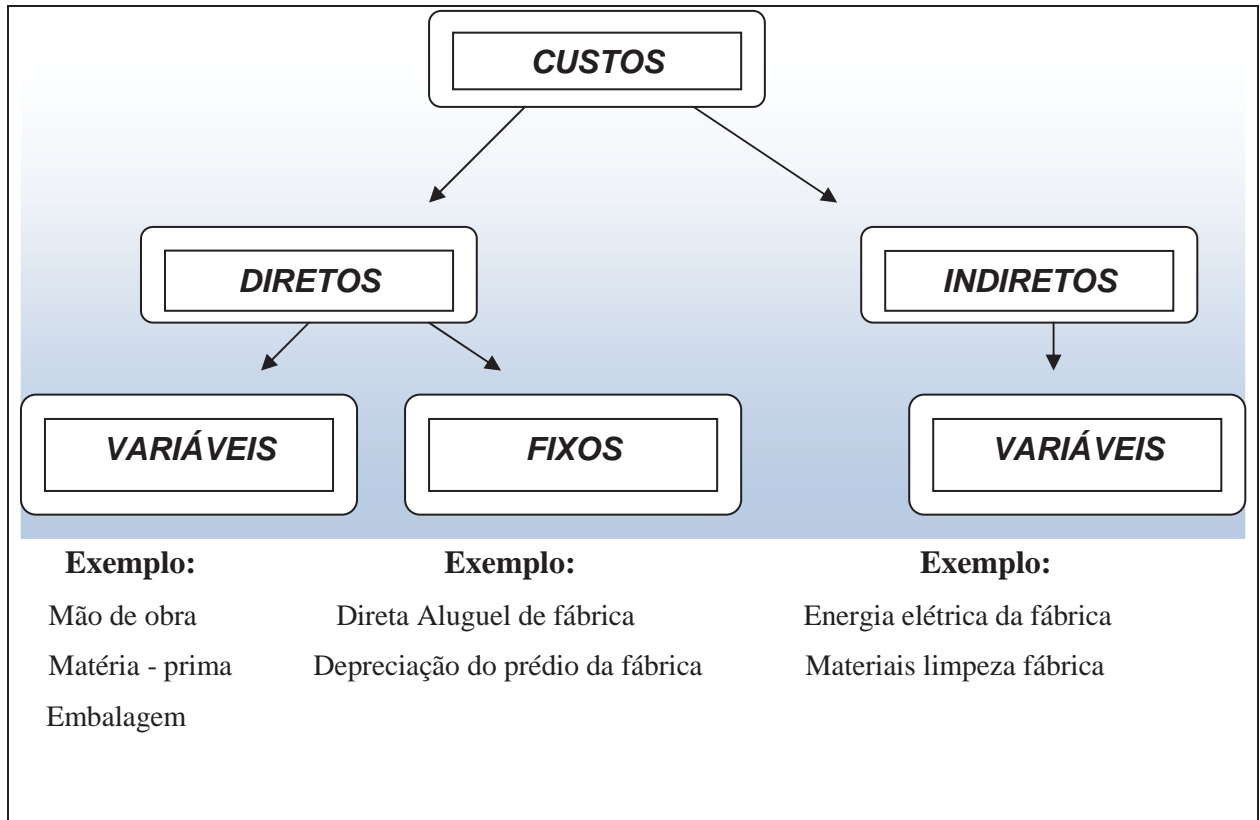 CUSTOS
DIRETOS
INDIRETOS
VARIÁVEIS
FIXOS
VARIÁVEIS
Exemplo:
Mão de obra
Matéria - prima
Embalagem
Exemplo:
Direta Aluguel de fábrica
Depreciação do prédio da fábrica
Exemplo:
Energia elétrica da fábrica
Materiais limpeza fábrica